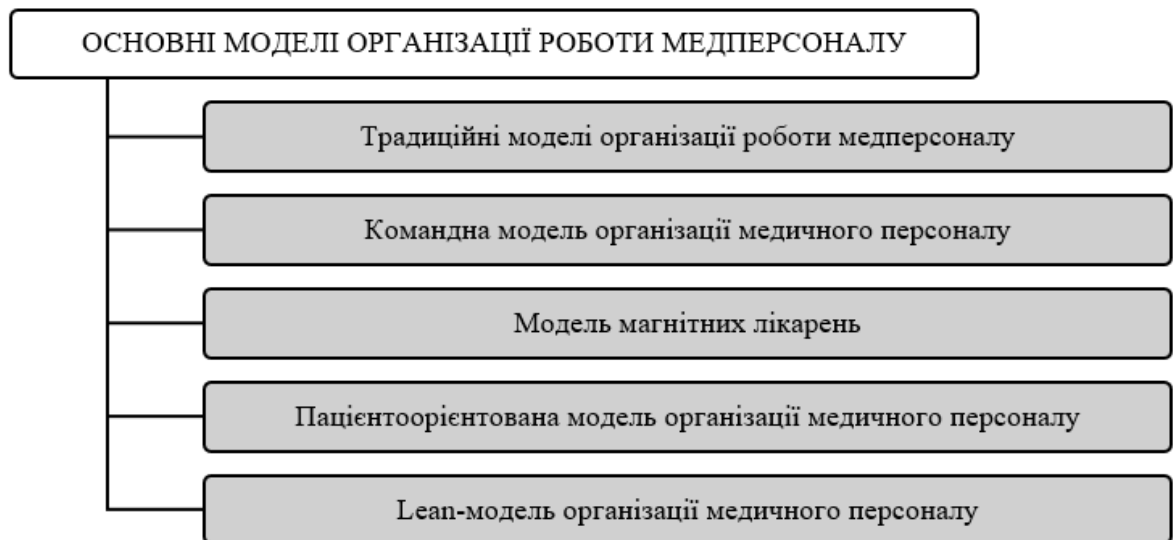 ОСНОВНІ МОДЕЛІ ОРГАНІЗАЦІЇ РОБОТИ МЕДПЕРСОНАЛУ
Традиційні моделі організації роботи медперсоналу
Командна модель організації медичного персоналу
Модель магнітних лікарень
Пацієнтоорієнтована модель організації медичного персоналу
Lean-модель організації медичного персоналу